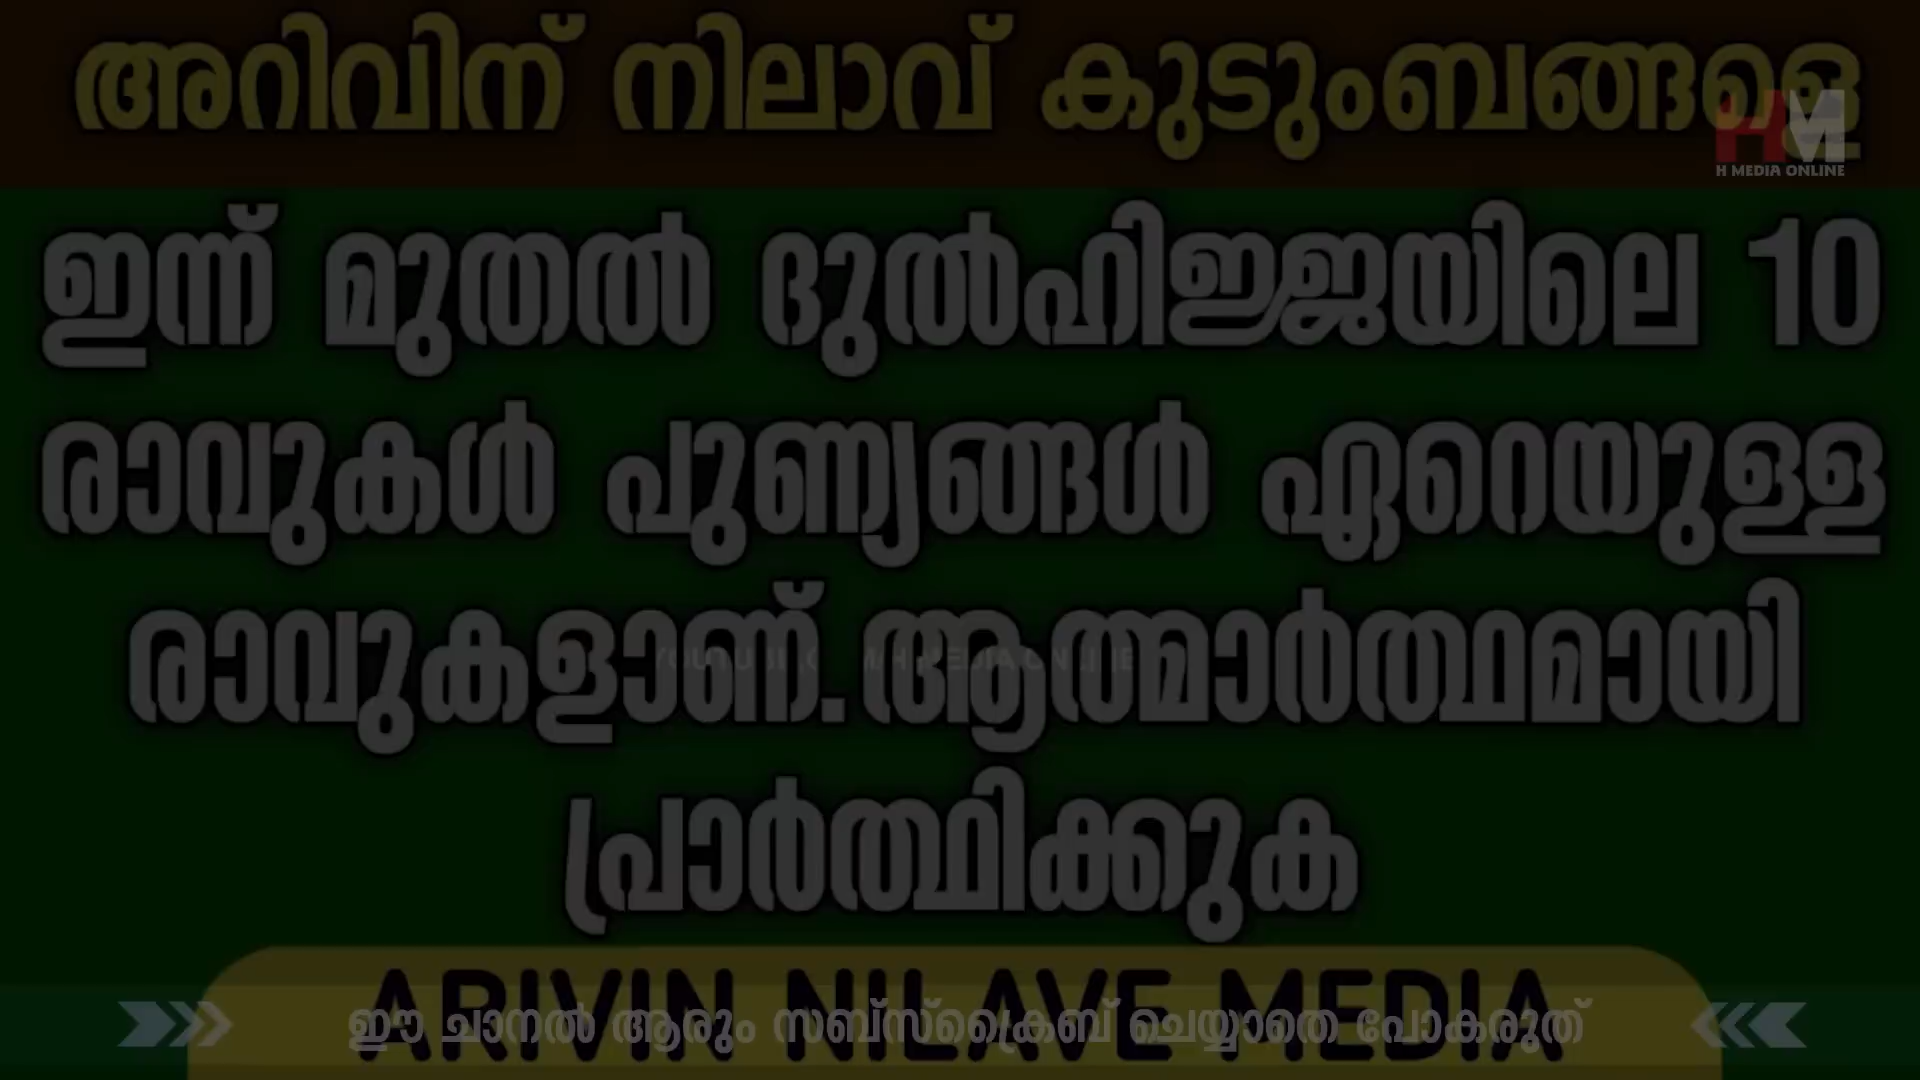 അറിവിന് നിലാവ് കുടുംബങ്ങളെ
HM
H MEDIA ONLINE
ഇന്ന് മുതൽ ദുൽഹിജ്ജയിലെ 10
രാവുകൾ പുണ്യങ്ങൾ ഏറെയുള്ള
രാവുകളാണ്.ആത്മാർത്ഥമായി
പ്രാർത്ഥിക്കുക
ARIVIN NILAVE MEDIA
ഈ ചാനൽ ആരും സബ്സ്ക്രൈബ് ചെയ്യാതെ പോകരുത്